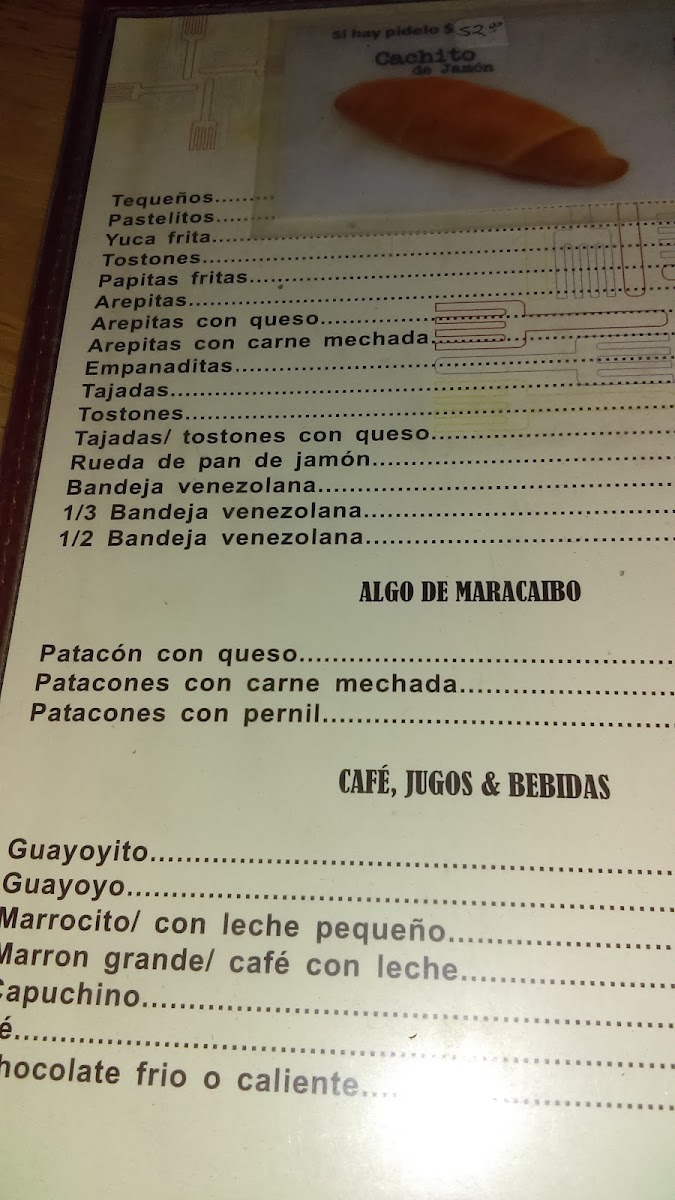 Si hay pidelo $ 52.00
Cachito
de Jamón
Tequeños.........
Pastelitos.........
Yuca frita.........
Tostones.........
Papitas fritas.........
Arepitas.........
Arepitas con queso.........
Arepitas con carne mechada.........
Empanaditas.........
Tajadas.........
Tostones.........
Tajadas/ tostones con queso.........
Rueda de pan de jamón.........
Bandeja venezolana.........
1/3 Bandeja venezolana.........
1/2 Bandeja venezolana.........
ALGO DE MARACAIBO
Patacón con queso.........
Patacones con carne mechada.........
Patacones con pernil.........
CAFÉ, JUGOS & BEBIDAS
Guayoyito.........
Guayoyo.........
Marrocito/ con leche pequeño.........
Marron grande/ café con leche.........
Capuchino.........
é.........
hocolate frio o caliente.........